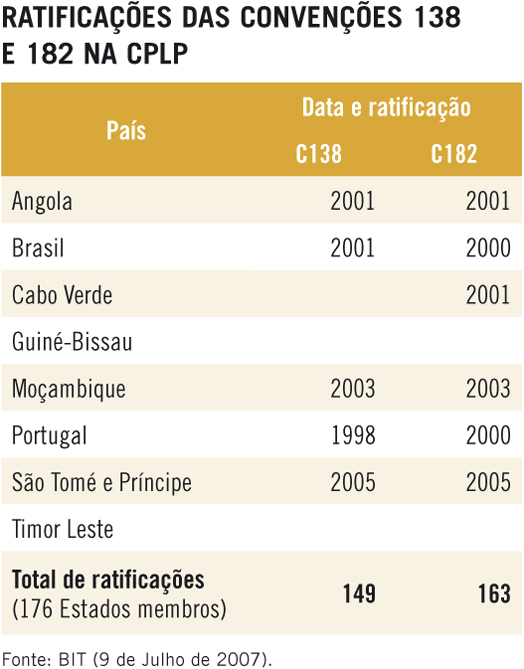 RATIFICAÇÕES DAS CONVENÇÕES 138
E 182 NA CPLP
País
Data e ratificação
C138 C182
Angola 2001 2001
Brasil 2001 2000
Cabo Verde 2001
Guiné-Bissau
Moçambique 2003 2003
Portugal 1998 2000
São Tomé e Príncipe 2005 2005
Timor Leste
Total de ratificações
(176 Estados membros) 149 163
Fonte: BIT (9 de Julho de 2007).